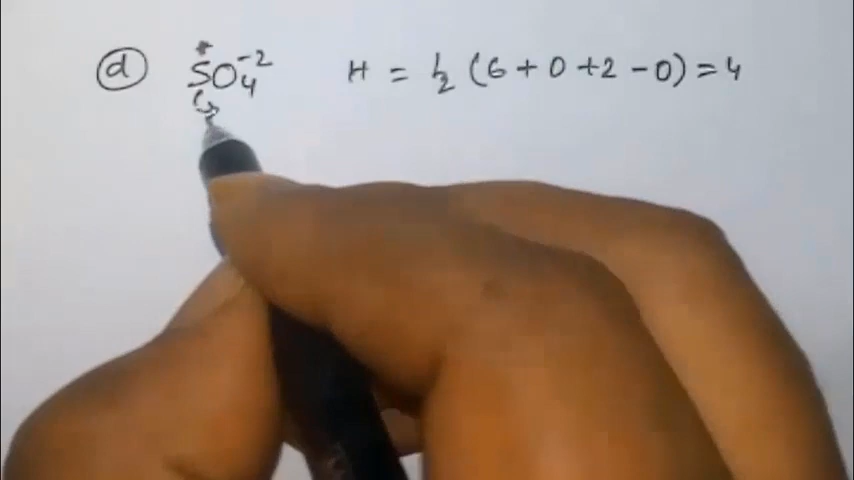 (d) *SO₄⁻² H = 1/2 (6 + 0 + 2 - 0) = 4